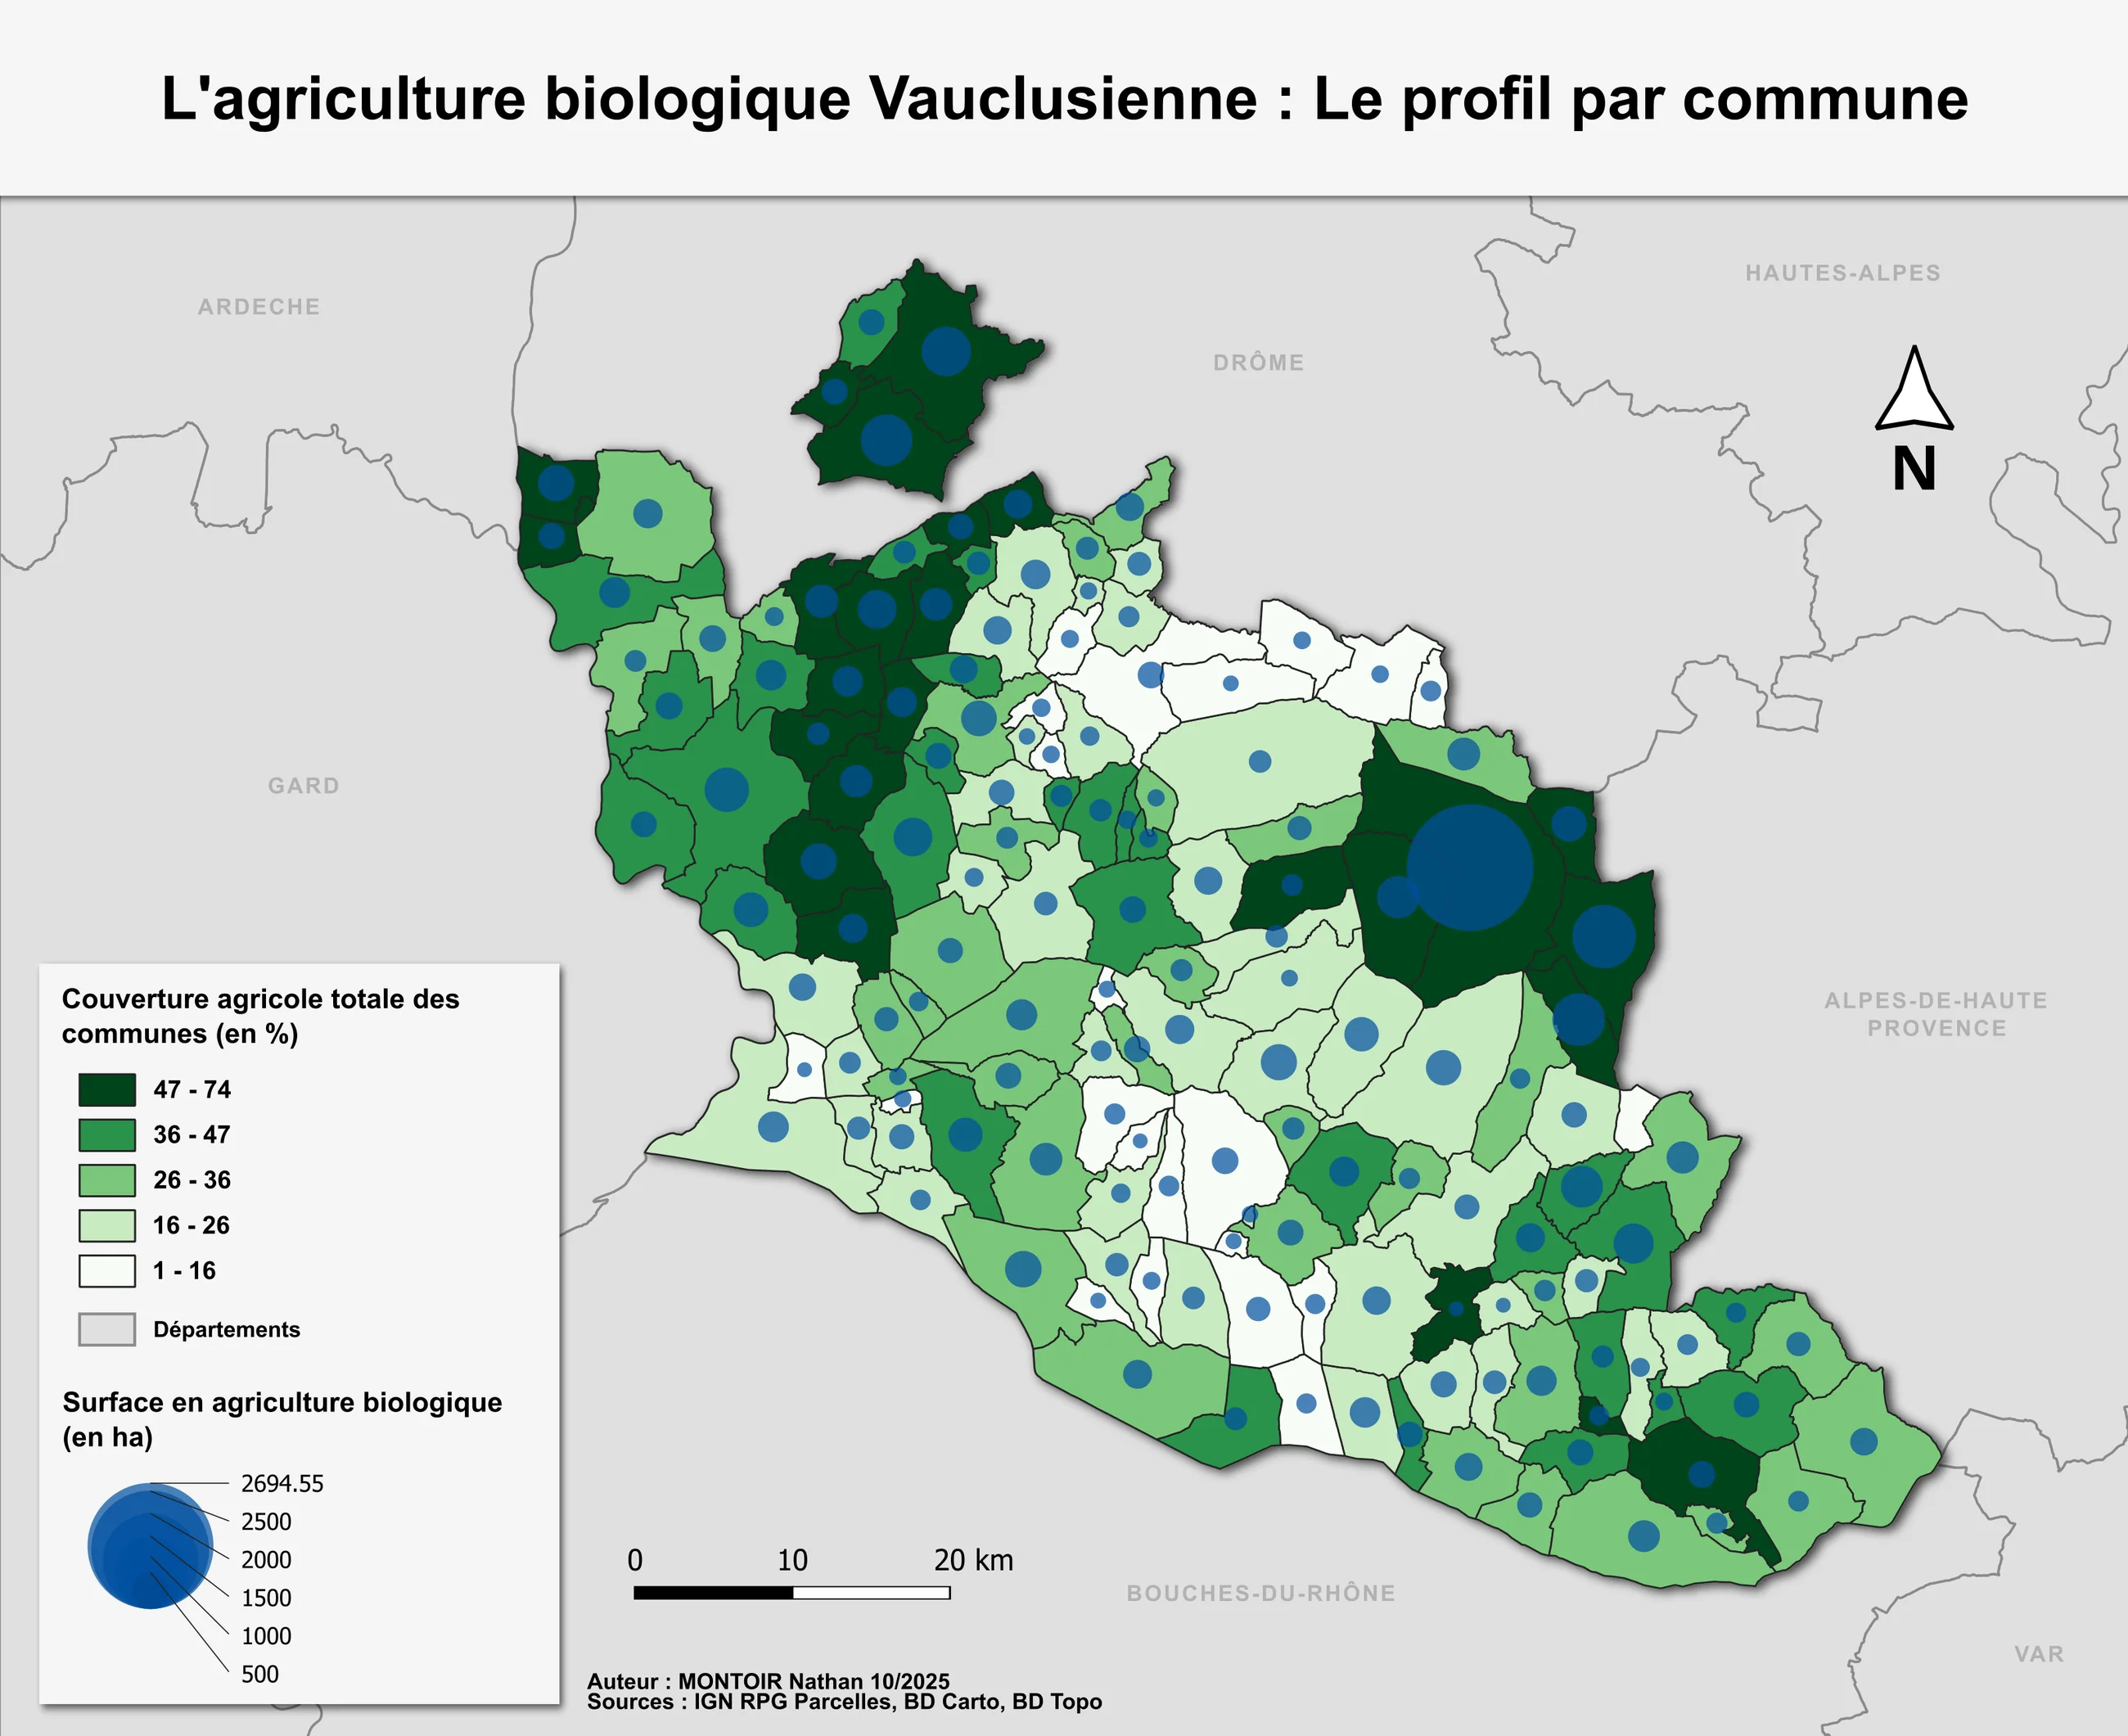 L'agriculture biologique Vauclusienne : Le profil par commune
HAUTES-ALPES
ARDECHE
DRÔME
N
GARD
ALPES-DE-HAUTE
PROVENCE
Couverture agricole totale des
communes (en %)
47 - 74
36 - 47
26 - 36
16 - 26
1 - 16
Départements
Surface en agriculture biologique
(en ha)
2694.55
2500
2000
1500
1000
500
0 10 20 km
BOUCHES-DU-RHÔNE
VAR
Auteur : MONTOIR Nathan 10/2025
Sources : IGN RPG Parcelles, BD Carto, BD Topo